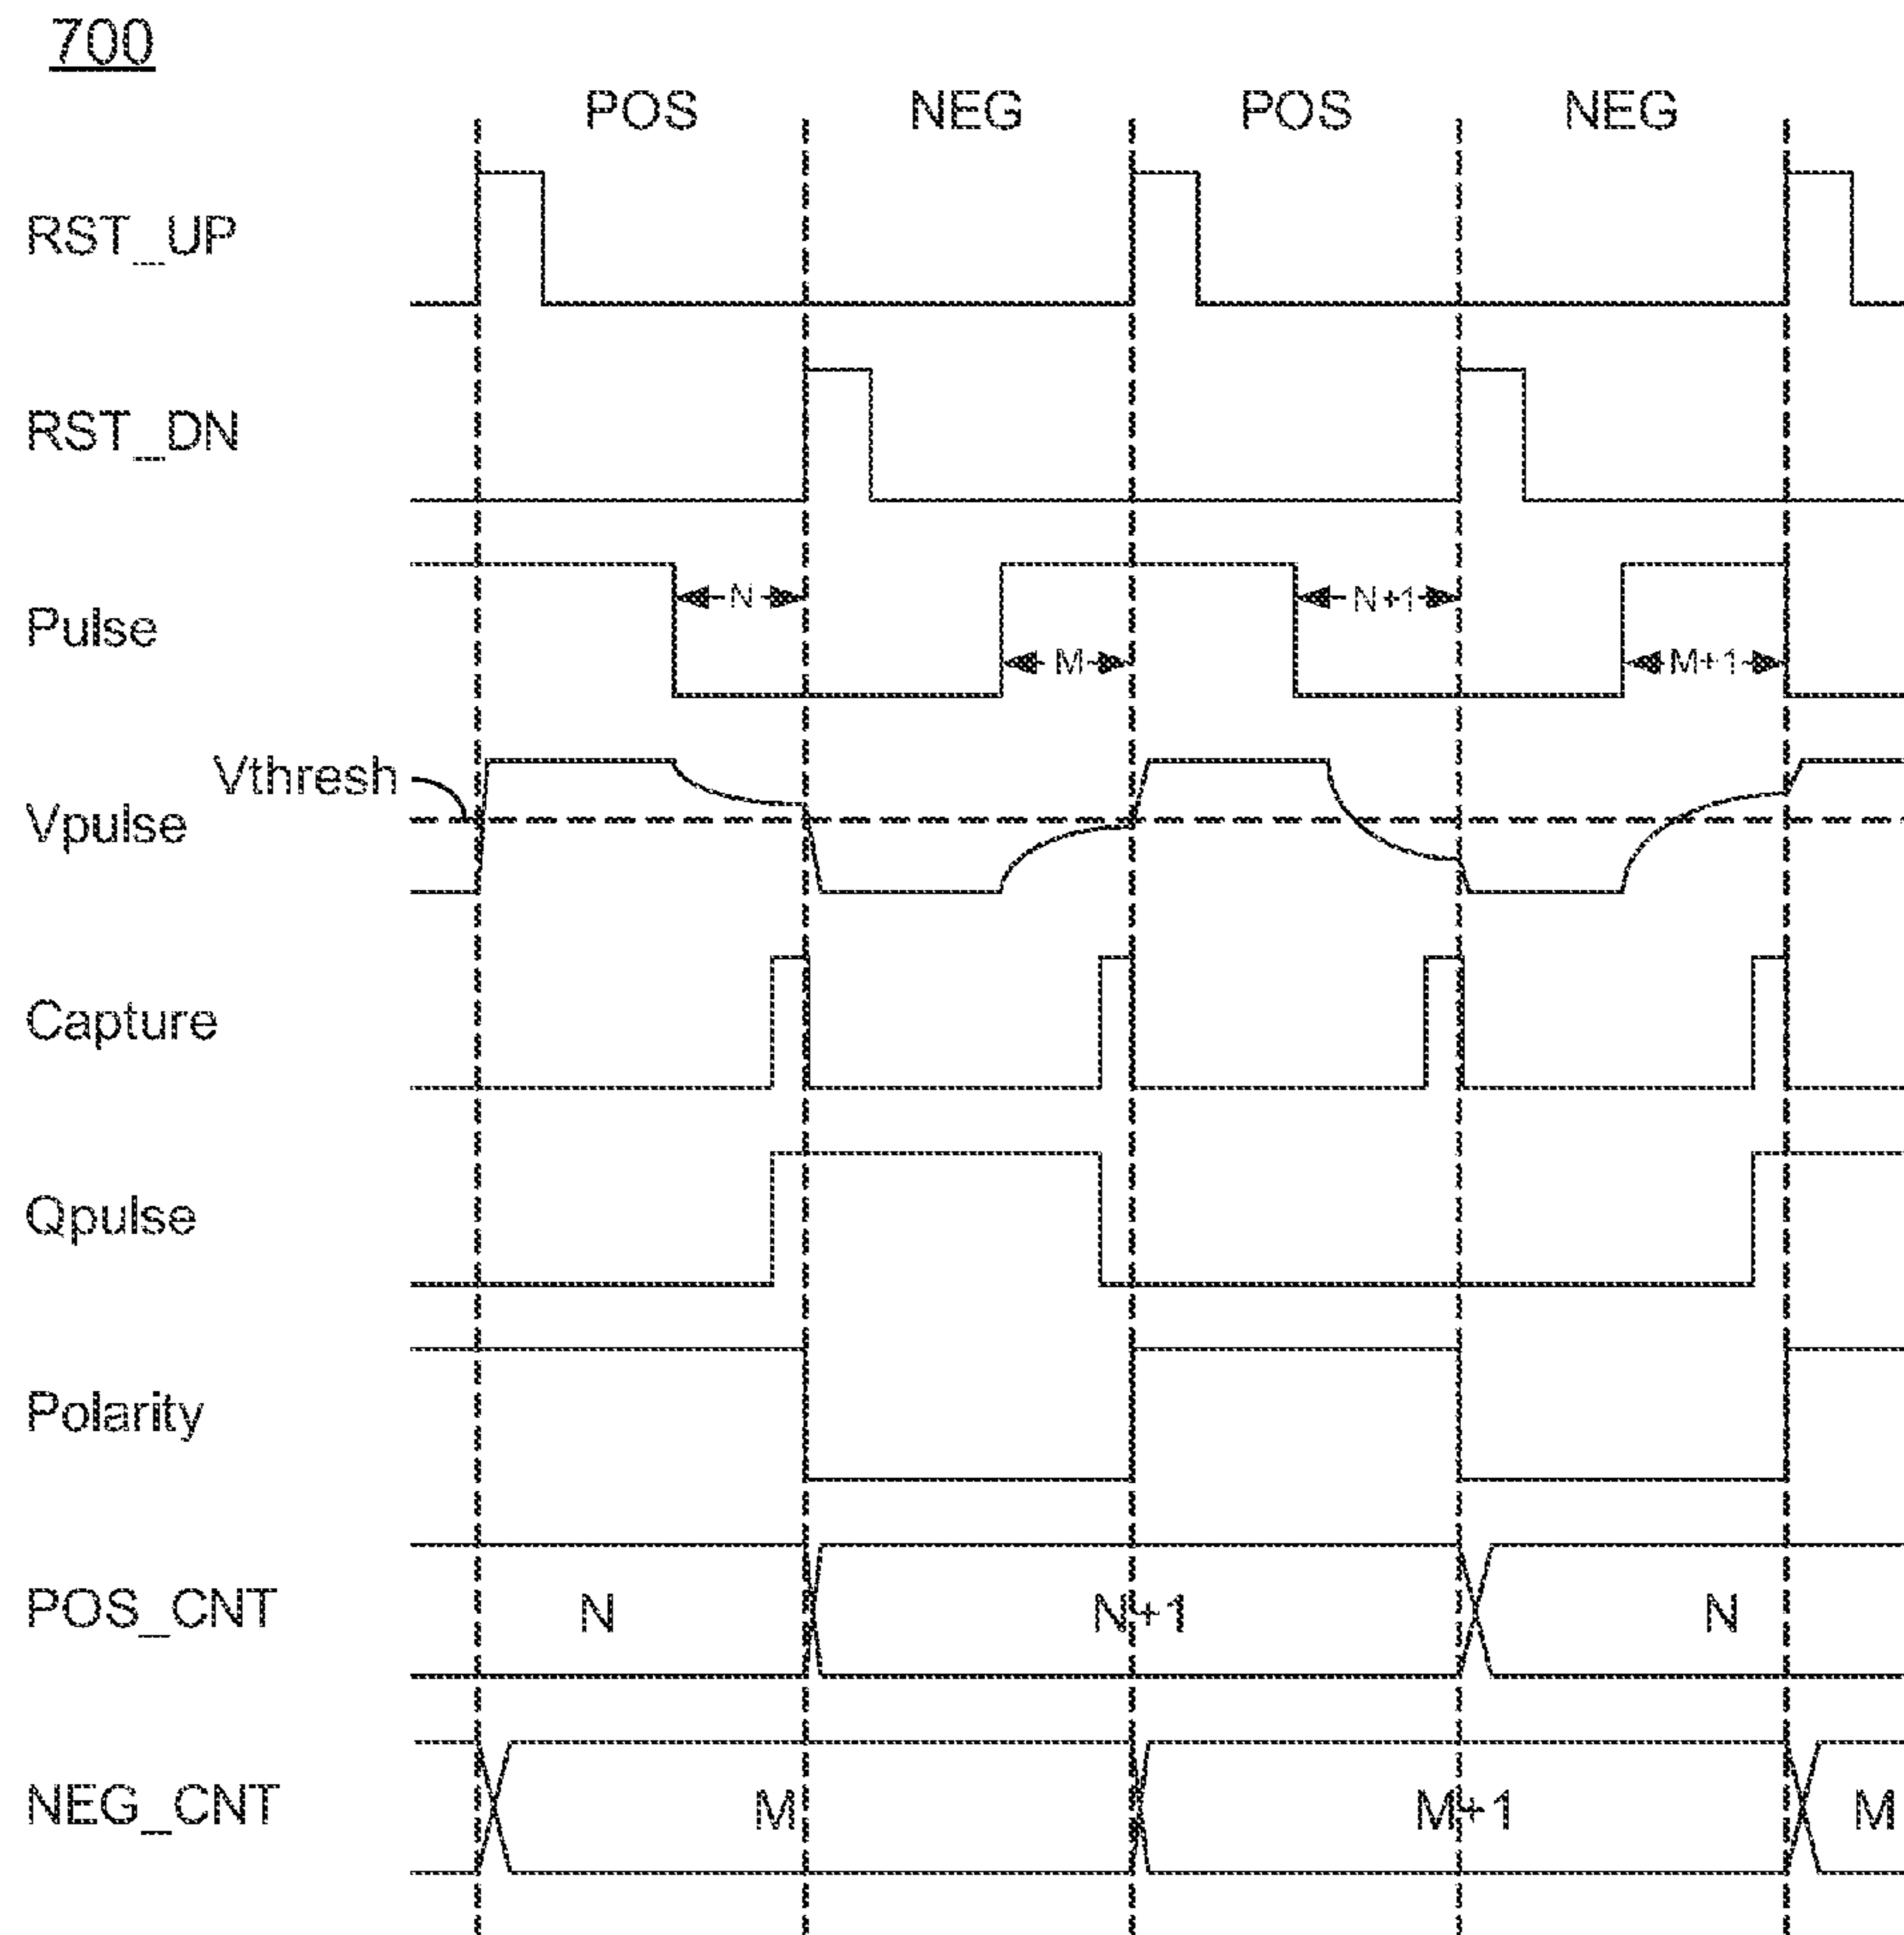 700
POS NEG POS NEG
RST_UP
RST_DN
Pulse N M N+1 M+1
Vthresh
Vpulse
Capture
Qpulse
Polarity
POS_CNT N N+1 N
NEG_CNT M M+1 M